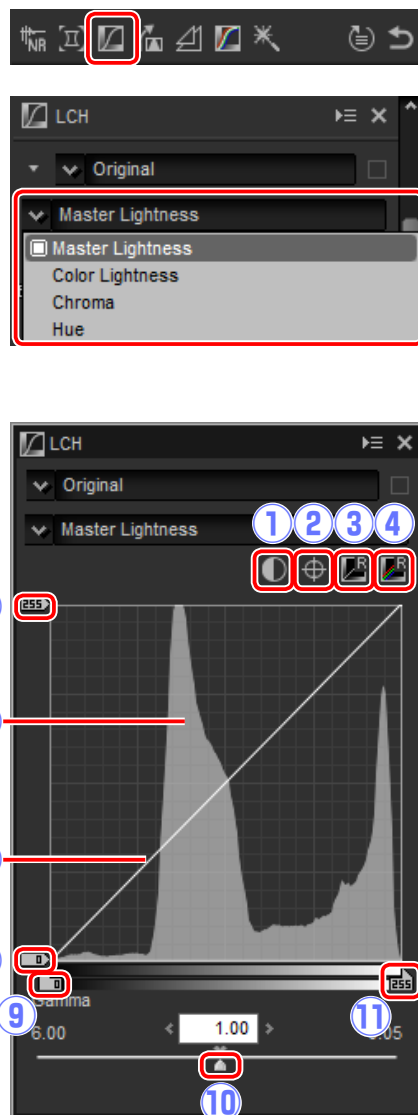 NR
LCH
Original
Master Lightness
Master Lightness
Color Lightness
Chroma
Hue
LCH
Original
Master Lightness
1 2 3 4
R R
255
0
0 255
9 Gamma 11
6.00 1.00
10